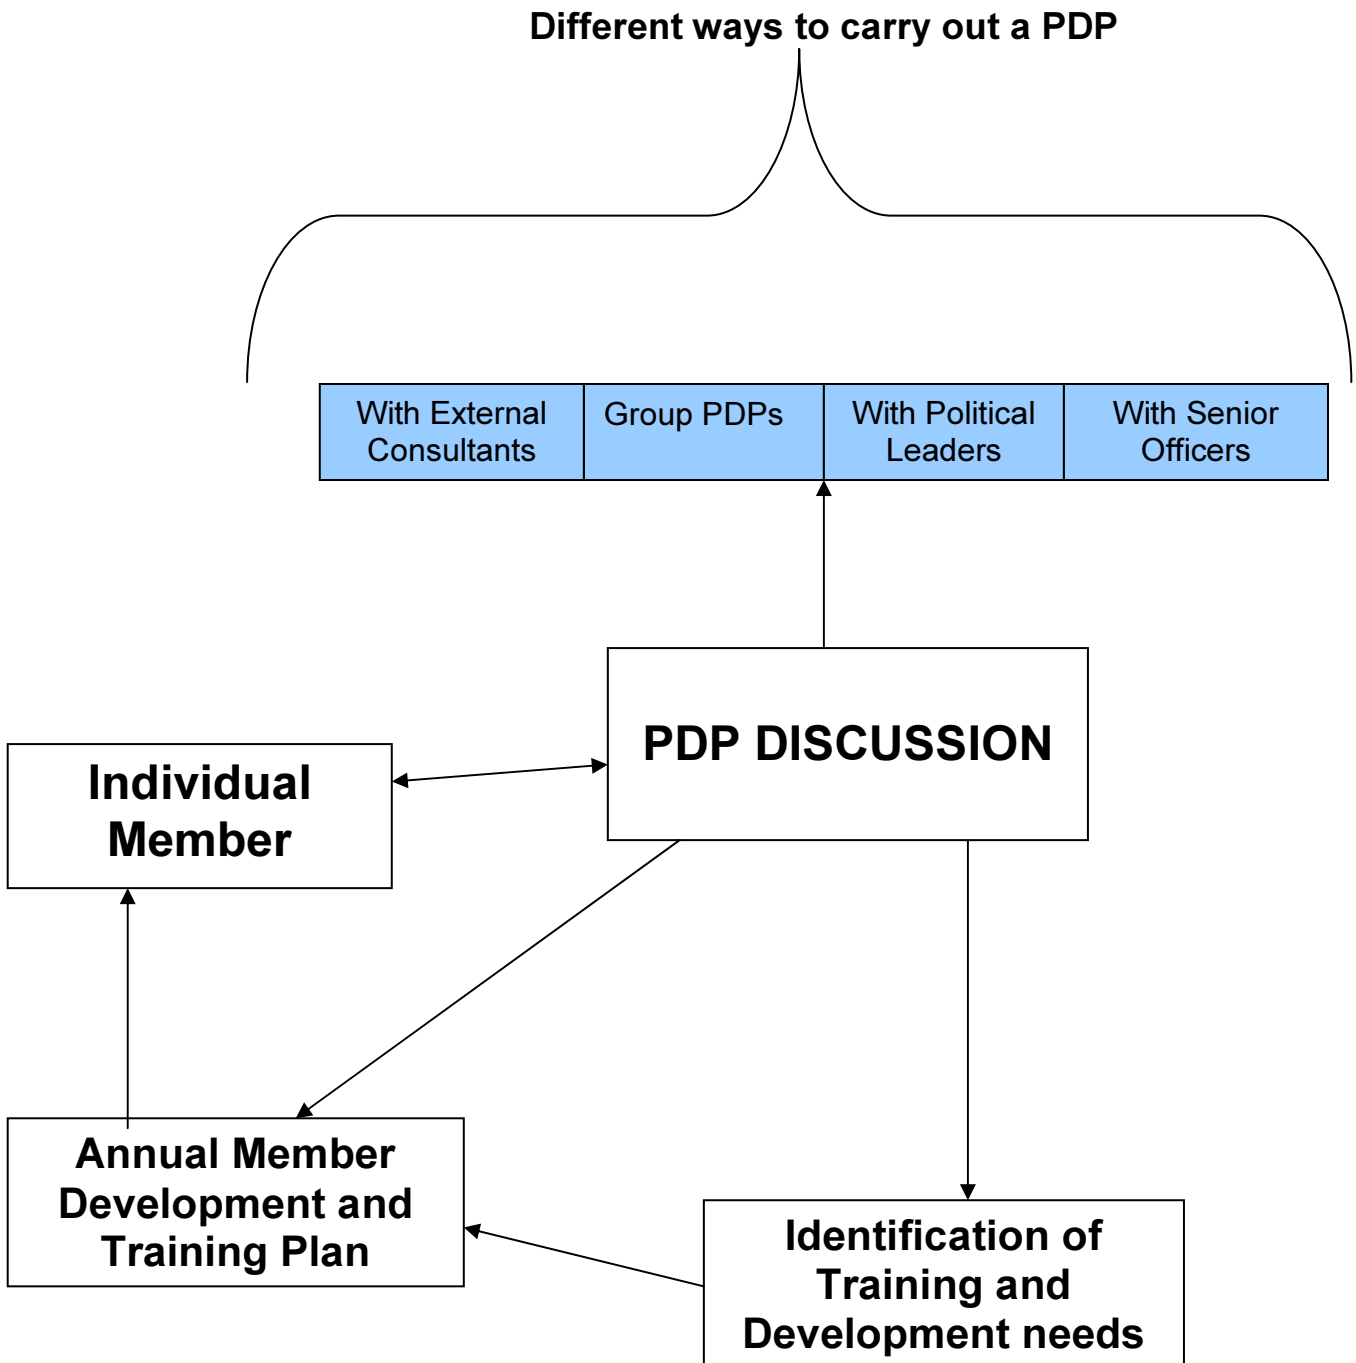 Different ways to carry out a PDP
With External
Consultants
Group PDPs
With Political
Leaders
With Senior
Officers
PDP DISCUSSION
Individual
Member
Annual Member
Development and
Training Plan
Identification of
Training and
Development needs